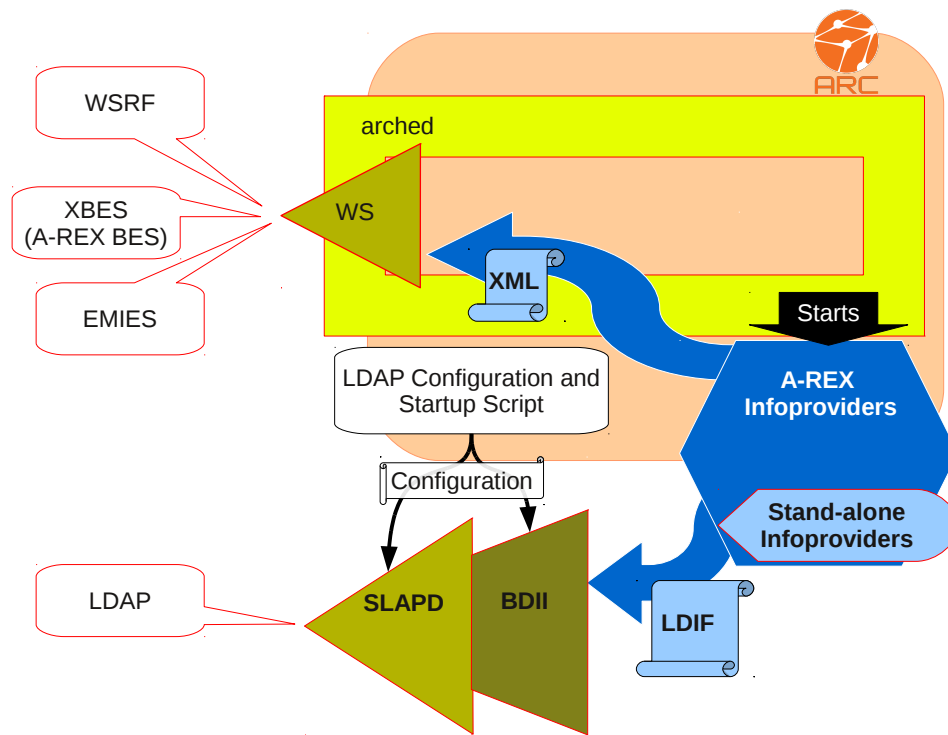 ARC
WSRF
arched
XBES
(A-REX BES)
WS
EMIES
XML
Starts
LDAP Configuration and
Startup Script
A-REX
Infoproviders
Configuration
Stand-alone
Infoproviders
LDAP
SLAPD
BDII
LDIF